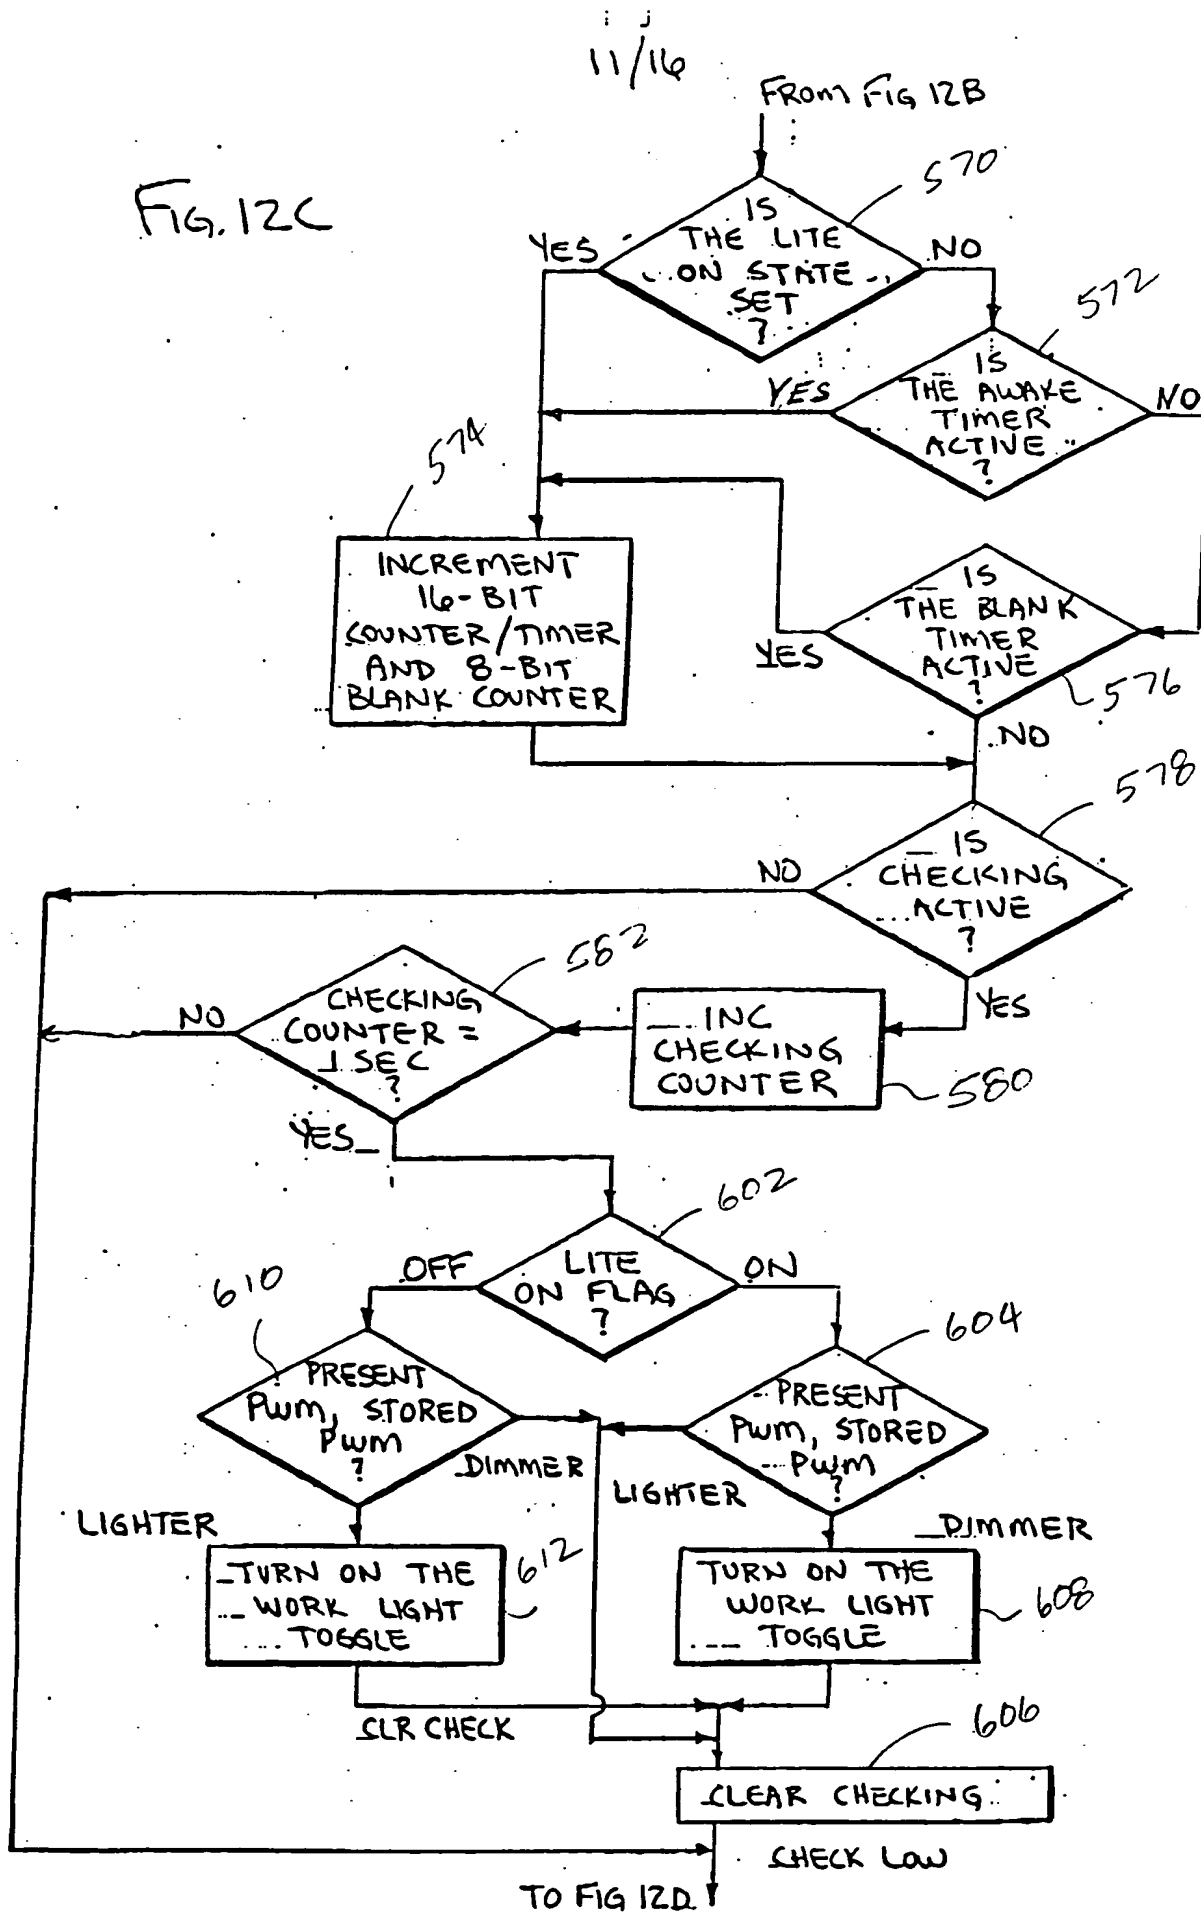 11/16
FROM FIG 12B
FIG. 12C
570
IS
THE LITE
ON STATE
SET
?
YES
NO
572
IS
THE AWAKE
TIMER
ACTIVE
?
YES
NO
574
INCREMENT
16-BIT
COUNTER/TIMER
AND 8-BIT
BLANK COUNTER
IS
THE BLANK
TIMER
ACTIVE
?
YES
576
NO
578
IS
CHECKING
ACTIVE
?
NO
YES
582
CHECKING
COUNTER =
1 SEC
?
NO
INC
CHECKING
COUNTER
580
YES
602
LITE
ON FLAG
?
OFF
ON
610
PRESENT
PWM, STORED
PWM
?
DIMMER
604
PRESENT
PWM, STORED
PWM
?
LIGHTER
LIGHTER
DIMMER
TURN ON THE
WORK LIGHT
TOGGLE
612
TURN ON THE
WORK LIGHT
TOGGLE
608
CLR CHECK
606
CLEAR CHECKING
CHECK LOW
TO FIG 12D